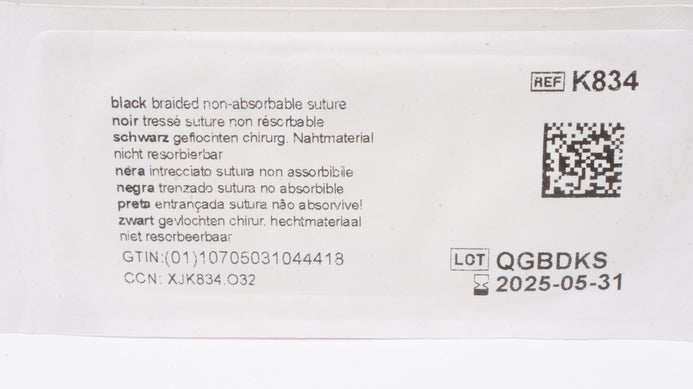 black braided non-absorbable suture
noir tressé suture non résorbable
schwarz geflochten chirurg. Nahtmaterial
nicht resorbierbar
nera intrecciato sutura non assorbibile
negra trenzado sutura no absorbible
preta entrançada sutura não absorvivel
zwart gevlochten chirur. hechtmateriaal
niet resorbeerbaar
GTIN:(01)10705031044418
CCN: XJK834.O32
REF K834
LOT QGBDKS
2025-05-31